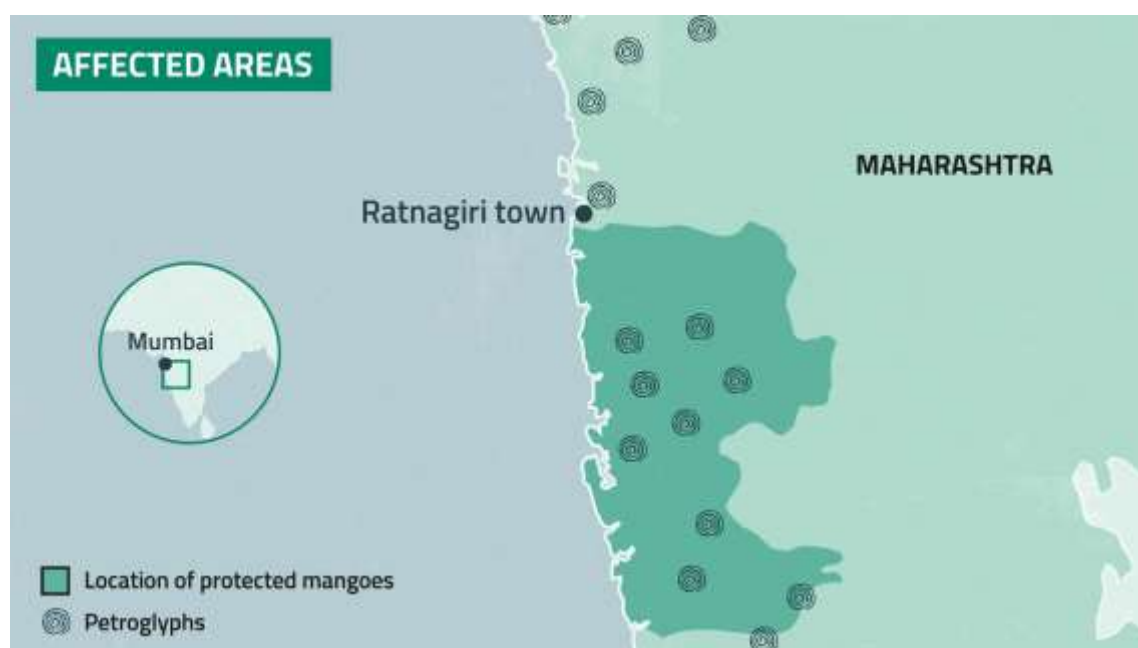 AFFECTED AREAS
MAHARASHTRA
Ratnagiri town
Mumbai
Location of protected mangoes
Petroglyphs